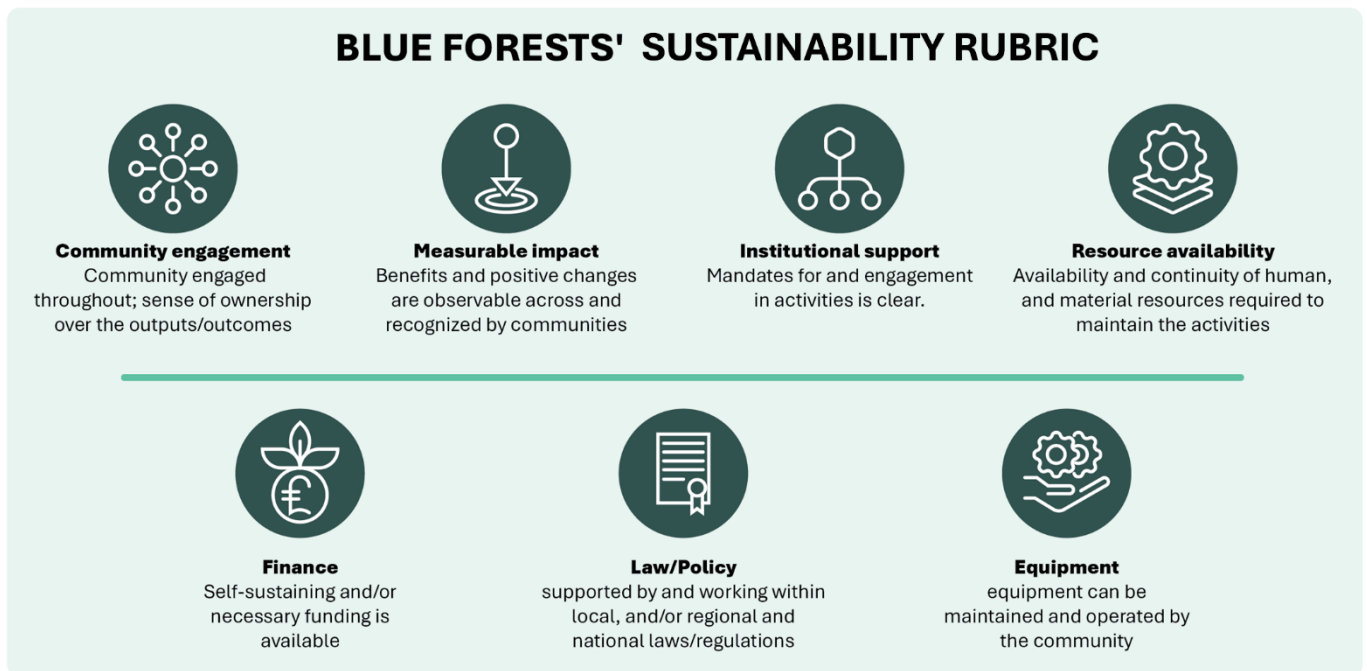 BLUE FORESTS' SUSTAINABILITY RUBRIC
Community engagement
Community engaged
throughout; sense of ownership
over the outputs/outcomes
Measurable impact
Benefits and positive changes
are observable across and
recognized by communities
Institutional support
Mandates for and engagement
in activities is clear.
Resource availability
Availability and continuity of human,
and material resources required to
maintain the activities
£
Finance
Self-sustaining and/or
necessary funding is
available
Law/Policy
supported by and working within
local, and/or regional and
national laws/regulations
Equipment
equipment can be
maintained and operated by
the community